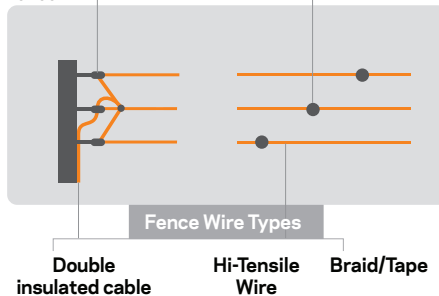 Fence Wire Types
Double
insulated cable
Hi-Tensile
Wire
Braid/Tape